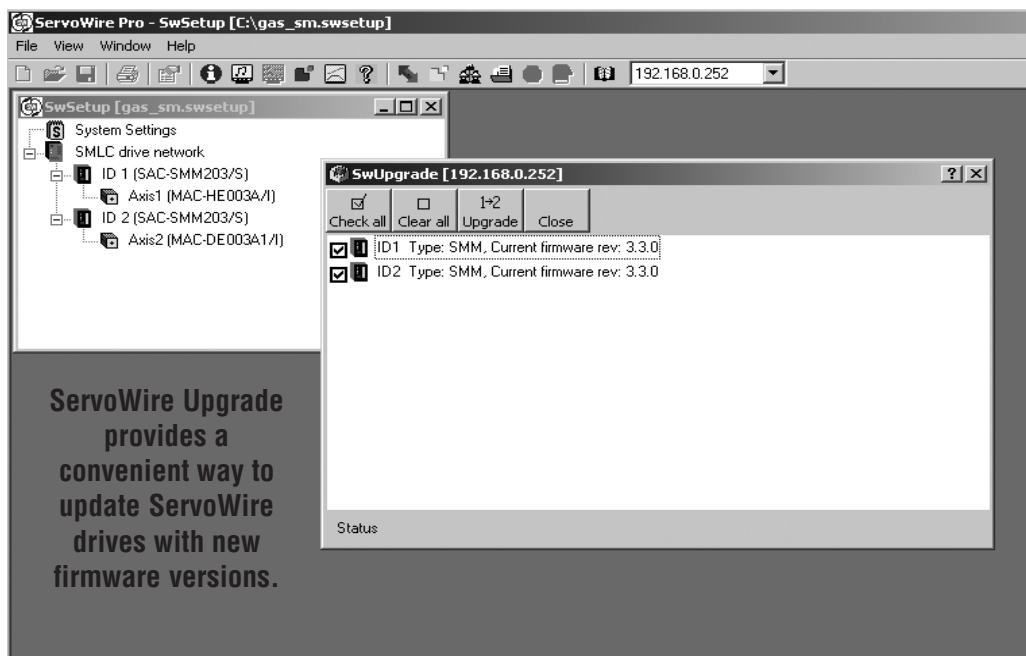 ServoWire Pro - SwSetup [C:\gas_sm.swsetup]
File View Window Help
192.168.0.252
SwSetup [gas_sm.swsetup]
System Settings
SMLC drive network
ID 1 (SAC-SMM203/S)
Axis1 (MAC-HE003A/I)
ID 2 (SAC-SMM203/S)
Axis2 (MAC-DE003A1/I)
SwUpgrade [192.168.0.252]
1→2
Check all Clear all Upgrade Close
ID1 Type: SMM, Current firmware rev: 3.3.0
ID2 Type: SMM, Current firmware rev: 3.3.0
Status
ServoWire Upgrade
provides a
convenient way to
update ServoWire
drives with new
firmware versions.